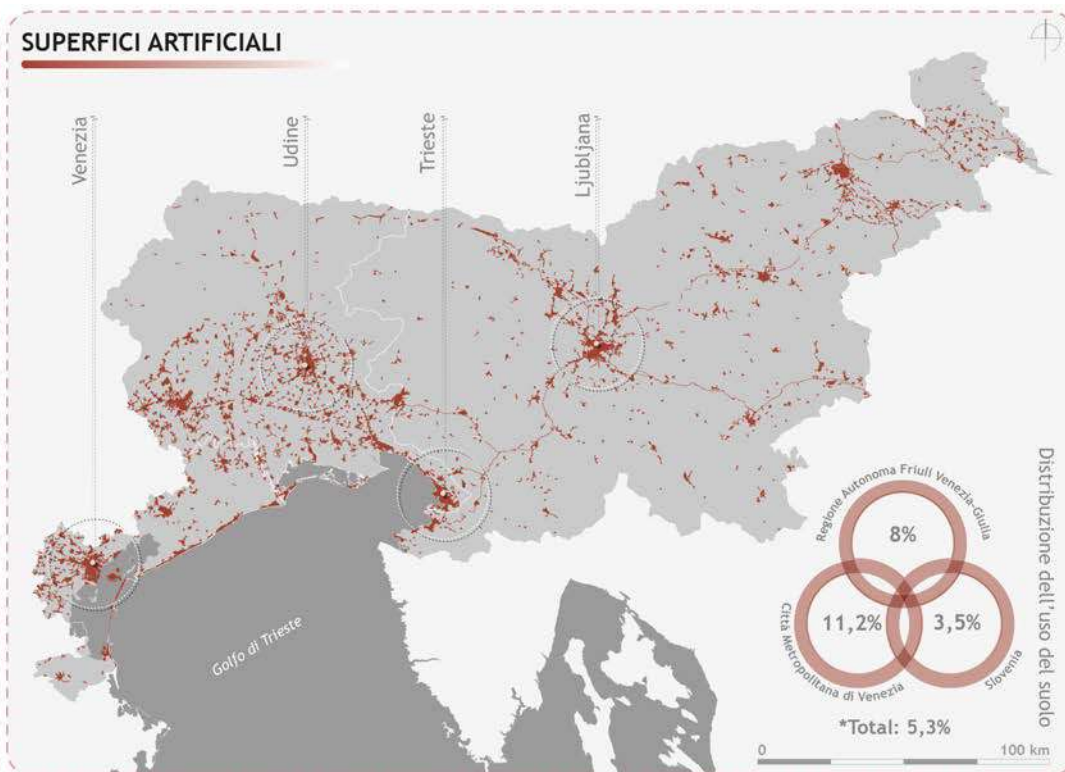 SUPERFICI ARTIFICIALI
Venezia
Udine
Trieste
Ljubljana
Golfo di Trieste
Regione Autonoma Friuli Venezia-Giulia
8%
11,2%
3,5%
Città Metropolitana di Venezia
Slovenia
*Total: 5,3%
0
100 km
Distribuzione dell'uso del suolo